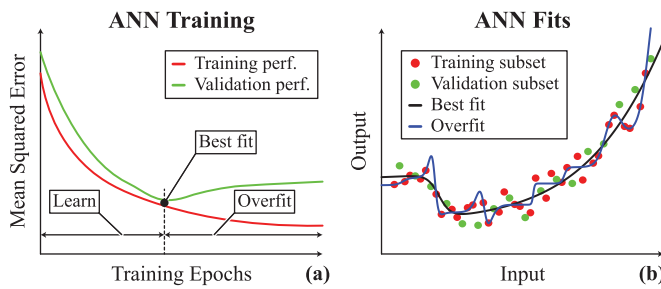 ANN Training
Mean Squared Error
Training perf.
Validation perf.
Best fit
Learn
Overfit
Training Epochs
(a)
ANN Fits
Output
Training subset
Validation subset
Best fit
Overfit
Input
(b)